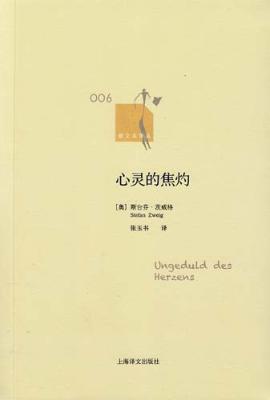 006
译文名著文库
心灵的焦灼
[奥] 斯台芬·茨威格
Stefan Zweig
张玉书 译
Ungeduld des
Herzens
上海译文出版社